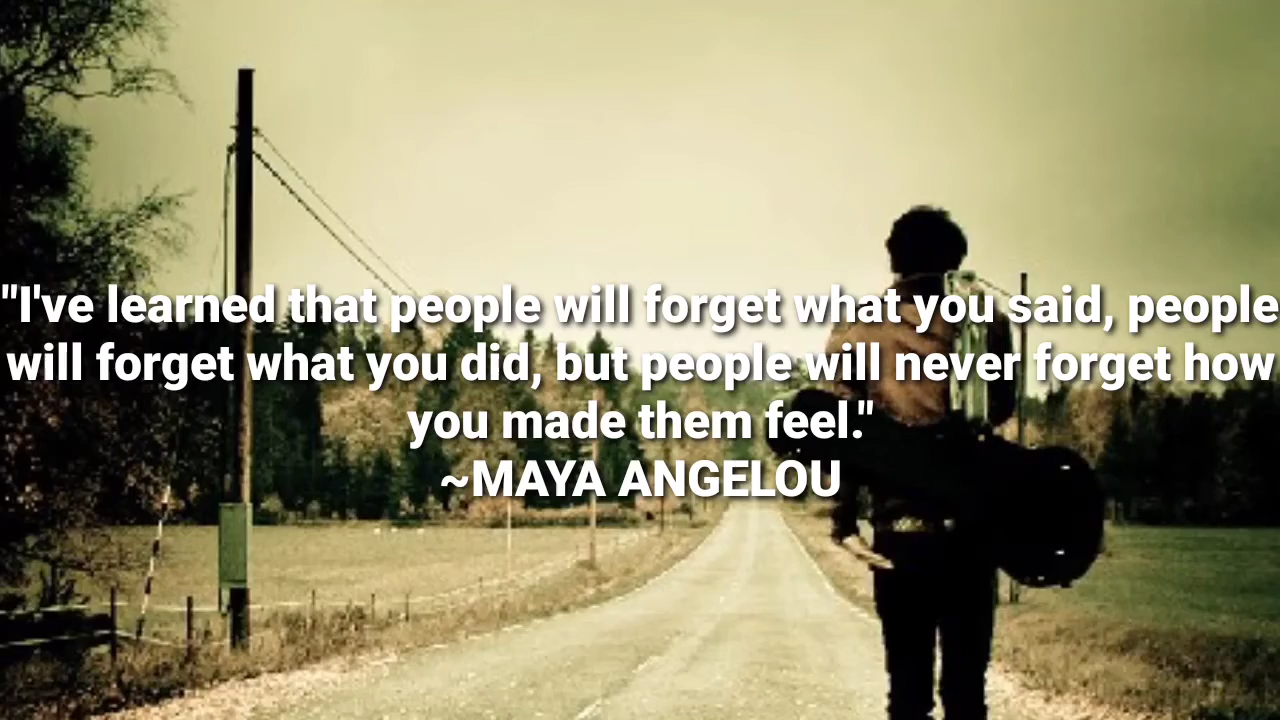 "I've learned that people will forget what you said, people
will forget what you did, but people will never forget how
you made them feel."
~MAYA ANGELOU